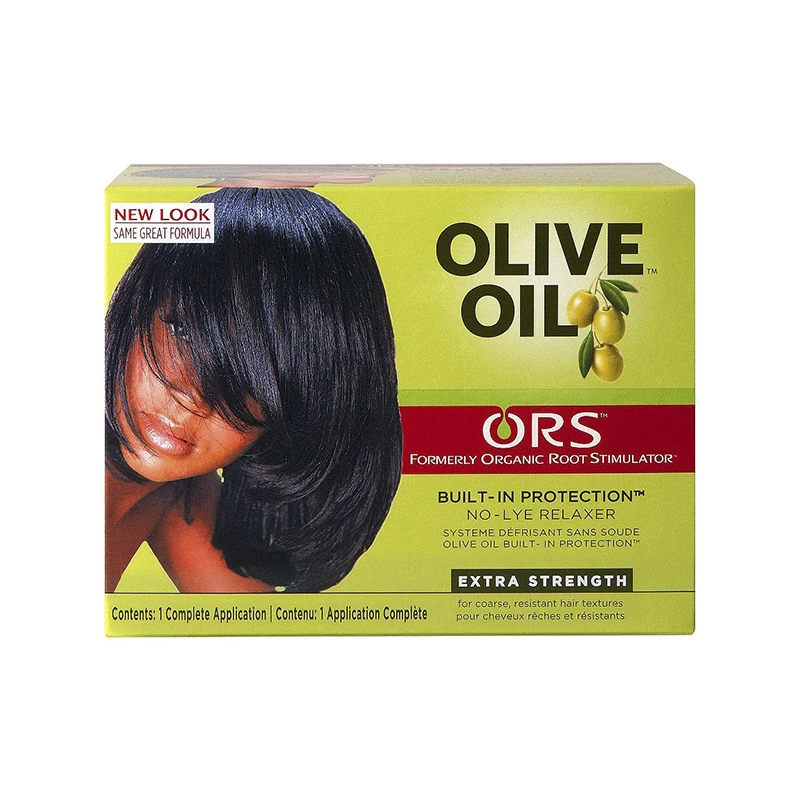 NEW LOOK
SAME GREAT FORMULA
OLIVE
OIL™
ORS™
FORMERLY ORGANIC ROOT STIMULATOR™
BUILT-IN PROTECTION™
NO-LYE RELAXER
SYSTEME DÉFRISANT SANS SOUDE
OLIVE OIL BUILT- IN PROTECTION™
EXTRA STRENGTH
for coarse, resistant hair textures
pour cheveux rêches et résistants
Contents: 1 Complete Application | Contenu: 1 Application Complète